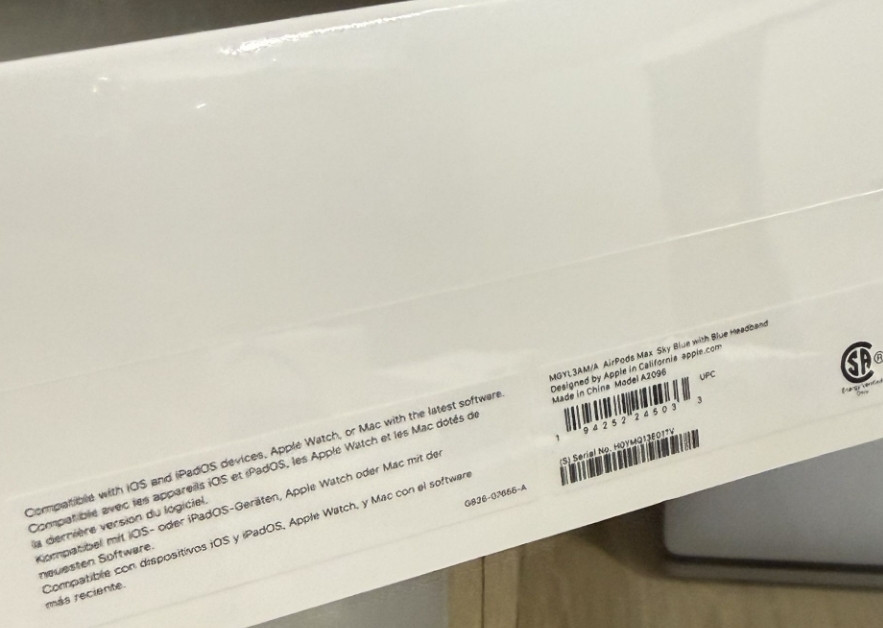 Compatible with iOS and iPadOS devices, Apple Watch, or Mac with the latest software.
Compatible avec les appareils iOS et iPadOS, les Apple Watch et les Mac dotés de
la dernière version du logiciel.
Kompatibel mit iOS- oder iPadOS-Geräten, Apple Watch oder Mac mit der
neuesten Software.
Compatible con dispositivos iOS y iPadOS, Apple Watch, y Mac con el software
más reciente.
MGYL3AM/A AirPods Max Sky Blue with Blue Headband
Designed by Apple in California apple.com
Made in China Model A2096
UPC
1 94252 24503 3
(S) Serial No.
SA ®